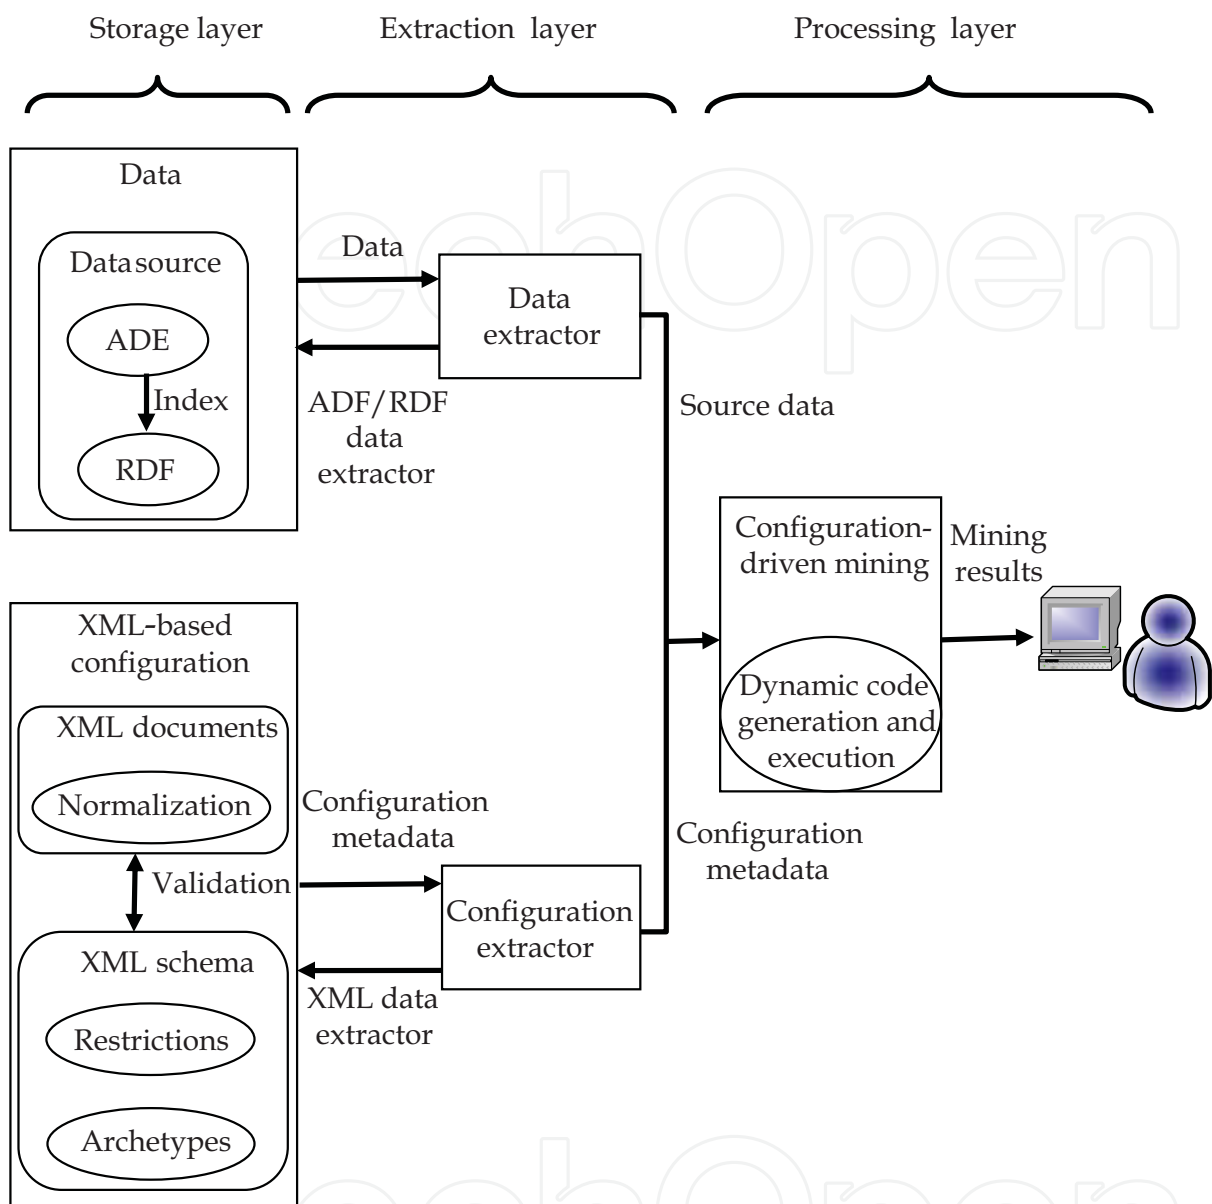 Storage layer
Extraction layer
Processing layer
Data
Data source
ADE
Index
RDF
Data
Data
extractor
ADF/RDF
data
extractor
Source data
Configuration-
driven mining
Dynamic code
generation and
execution
Mining
results
XML-based
configuration
XML documents
Normalization
Validation
XML schema
Restrictions
Archetypes
Configuration
metadata
Configuration
extractor
XML data
extractor
Configuration
metadata